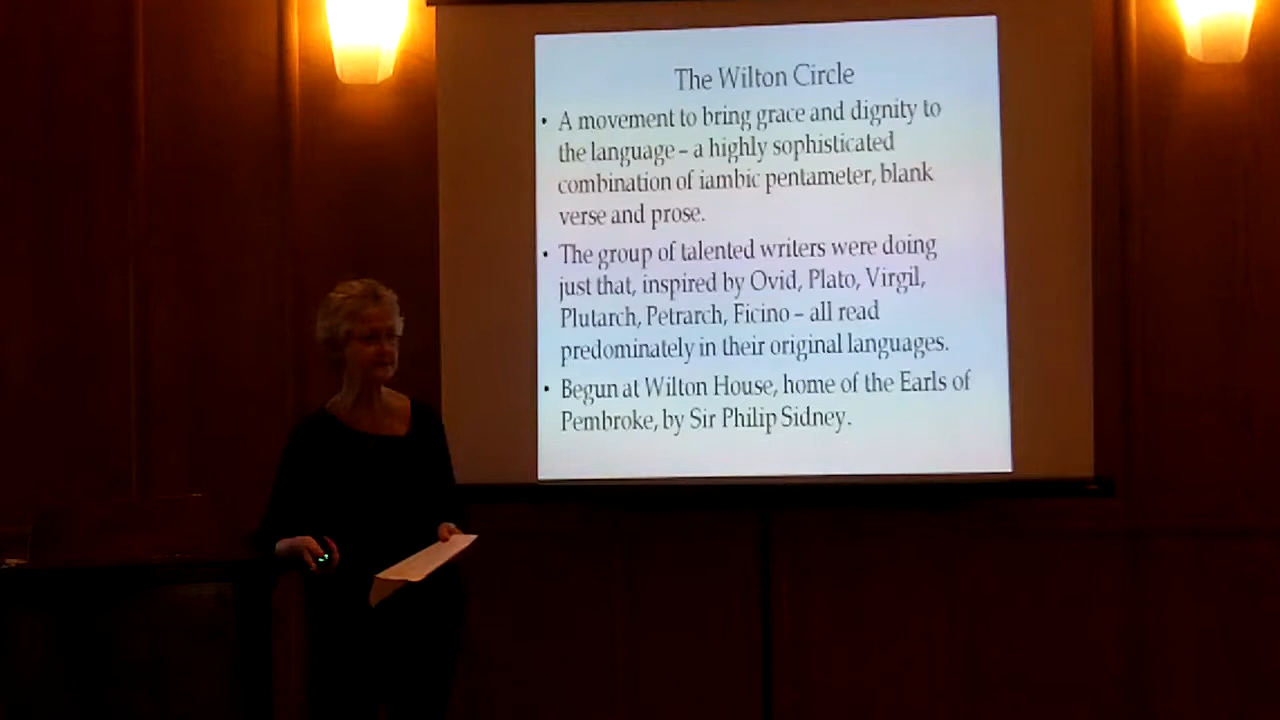 The Wilton Circle
• A movement to bring grace and dignity to
the language – a highly sophisticated
combination of iambic pentameter, blank
verse and prose.
• The group of talented writers were doing
just that, inspired by Ovid, Plato, Virgil,
Plutarch, Petrarch, Ficino – all read
predominately in their original languages.
• Begun at Wilton House, home of the Earls of
Pembroke, by Sir Philip Sidney.